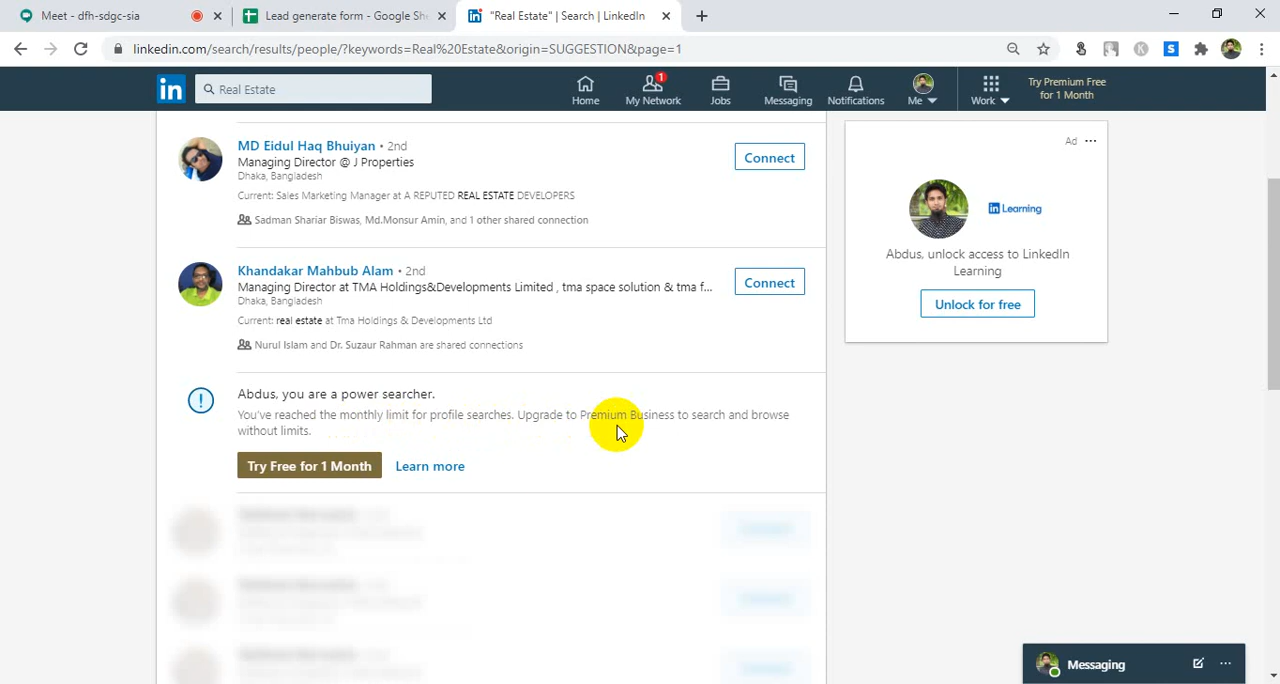 Meet - dfh-sdgc-sia
Lead generate form - Google She
"Real Estate" | Search | LinkedIn
linkedin.com/search/results/people/?keywords=Real%20Estate&origin=SUGGESTION&page=1
in
Real Estate
Home
1
My Network
Jobs
Messaging
Notifications
Me
Work
Try Premium Free
for 1 Month
MD Eidul Haq Bhuiyan • 2nd
Managing Director @ J Properties
Dhaka, Bangladesh
Current: Sales Marketing Manager at A REPUTED REAL ESTATE DEVELOPERS
Sadman Shariar Biswas, Md.Monsur Amin, and 1 other shared connection
Connect
Khandakar Mahbub Alam • 2nd
Managing Director at TMA Holdings&Developments Limited , tma space solution & tma f...
Dhaka, Bangladesh
Current: real estate at Tma Holdings & Developments Ltd
Nurul Islam and Dr. Suzaur Rahman are shared connections
Connect
Abdus, you are a power searcher.
You've reached the monthly limit for profile searches. Upgrade to Premium Business to search and browse
without limits.
Try Free for 1 Month
Learn more
Ad ...
in Learning
Abdus, unlock access to LinkedIn
Learning
Unlock for free
Messaging